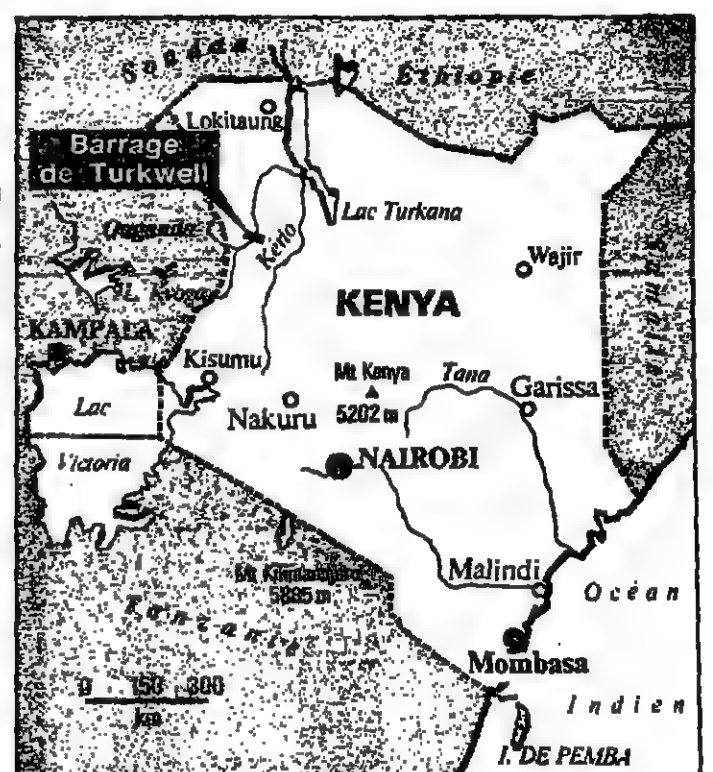 Soudan
Ethiopie
Lokitaung
Barrage
de Turkwell
Lac Turkana
Ouganda
Kerio
Wajir
KENYA
KAMPALA
Kisumu
Mt Kenya
5202 m
Tana
Garissa
Nakuru
Lac
Victoria
NAIROBI
Mt Kilimandjaro
5895 m
Malindi
Océan
Tanzanie
Mombasa
0 150 300
km
Indien
I. DE PEMBA